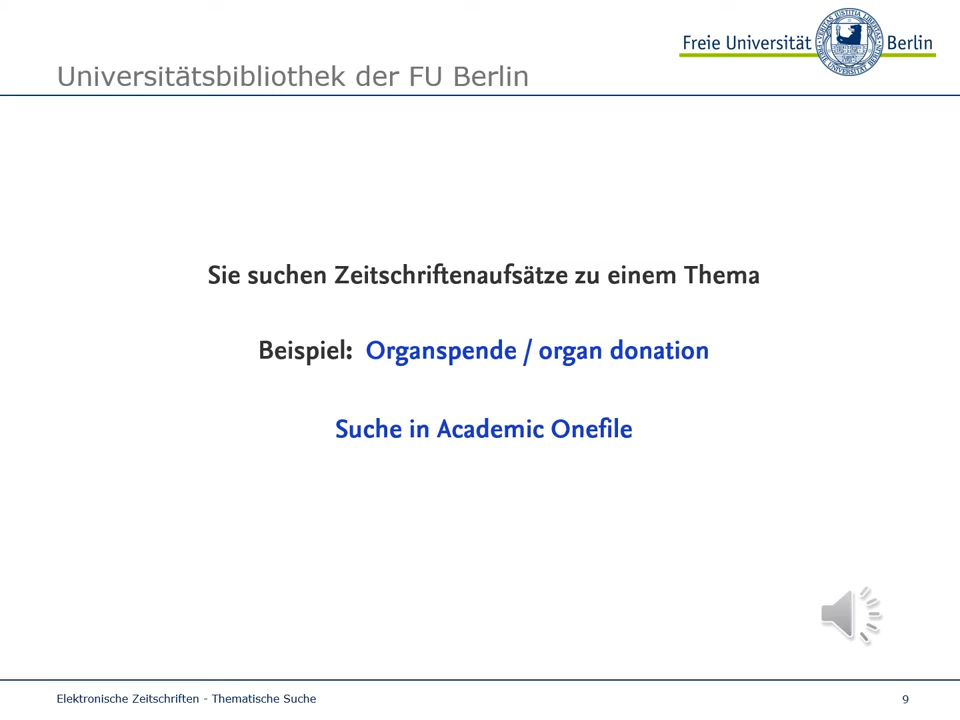 Freie Universität Berlin
Universitätsbibliothek der FU Berlin
Sie suchen Zeitschriftenaufsätze zu einem Thema
Beispiel: Organspende / organ donation
Suche in Academic Onefile
Elektronische Zeitschriften - Thematische Suche 9